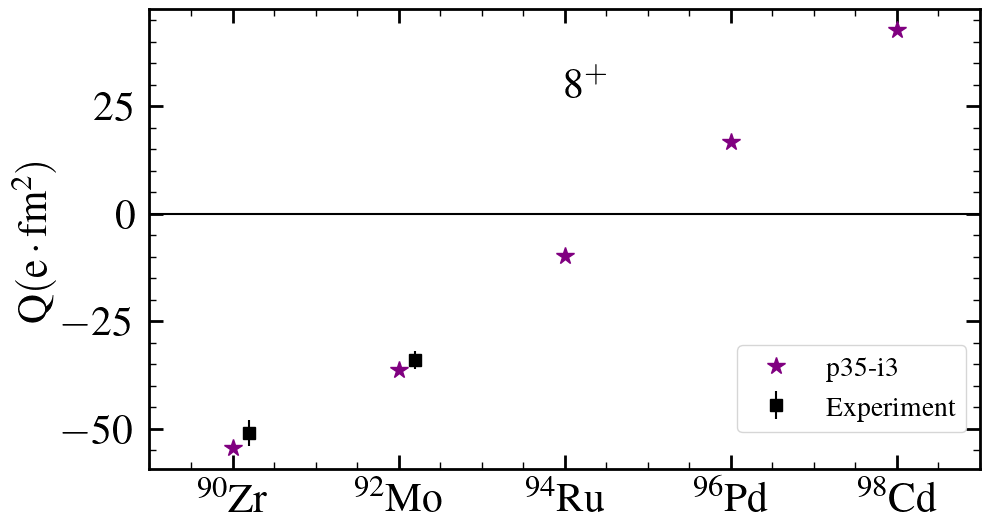 Q(e·fm²)
25
0
−25
−50
8⁺
p35-i3
Experiment
⁹⁰Zr ⁹²Mo ⁹⁴Ru ⁹⁶Pd ⁹⁸Cd